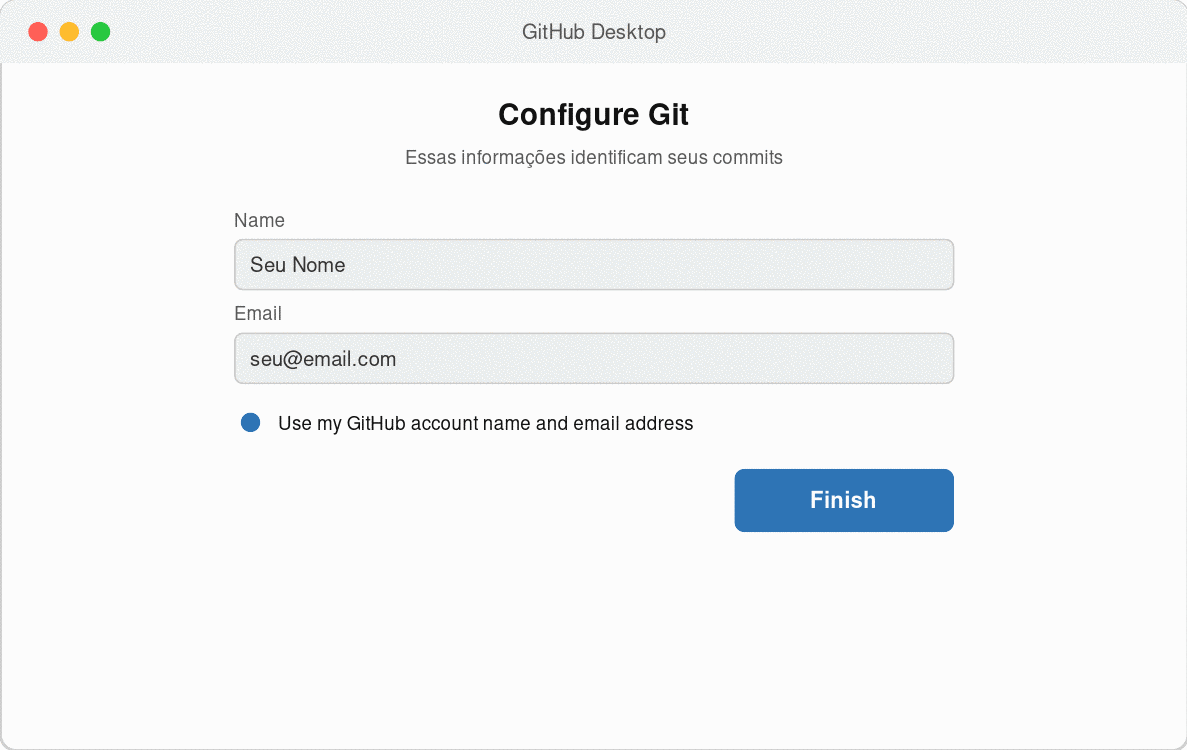 GitHub Desktop
Configure Git
Essas informações identificam seus commits
Name
Seu Nome
Email
seu@email.com
Use my GitHub account name and email address
Finish